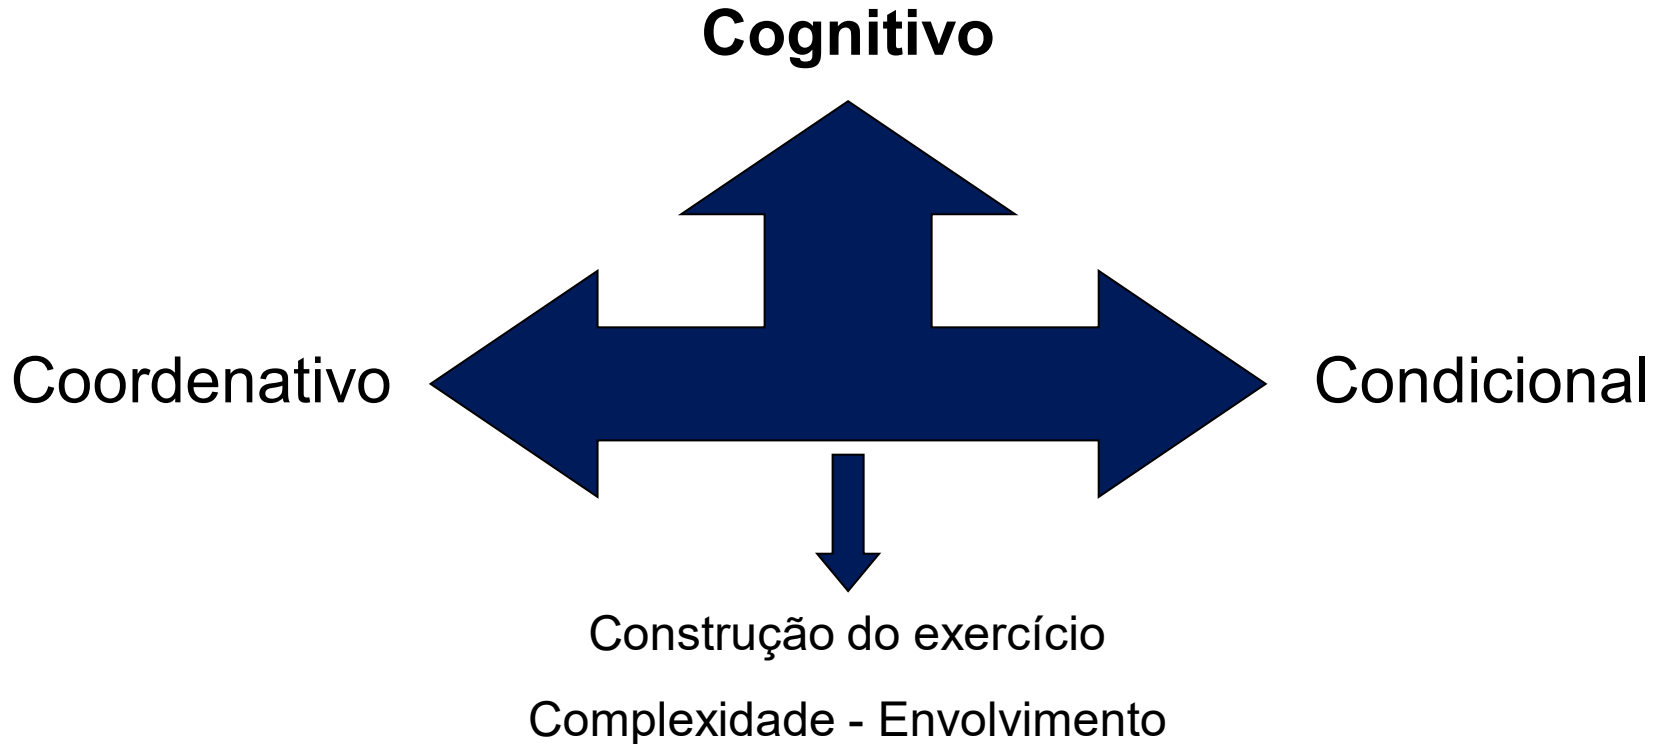 Cognitivo
Coordenativo
Condicional
Construção do exercício
Complexidade - Envolvimento